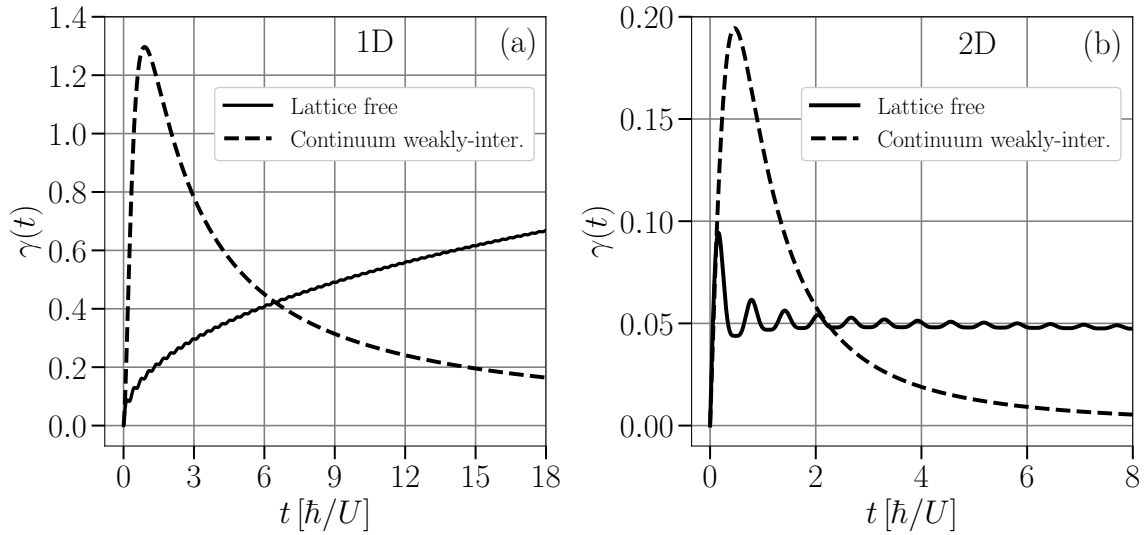 1D
(a)
Lattice free
Continuum weakly-inter.
γ(t)
1.4
1.2
1.0
0.8
0.6
0.4
0.2
0.0
0 3 6 9 12 15 18
t [ħ/U]
2D
(b)
Lattice free
Continuum weakly-inter.
γ(t)
0.20
0.15
0.10
0.05
0.00
0 2 4 6 8
t [ħ/U]